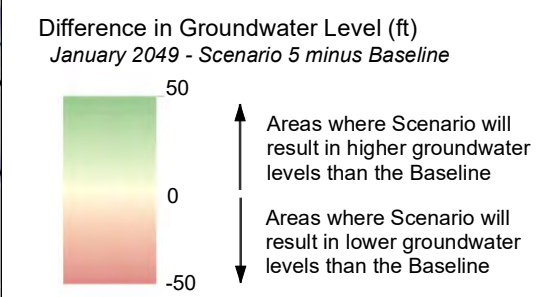 Difference in Groundwater Level (ft)
January 2049 - Scenario 5 minus Baseline
50
Areas where Scenario will
result in higher groundwater
levels than the Baseline
0
Areas where Scenario will
result in lower groundwater
levels than the Baseline
-50